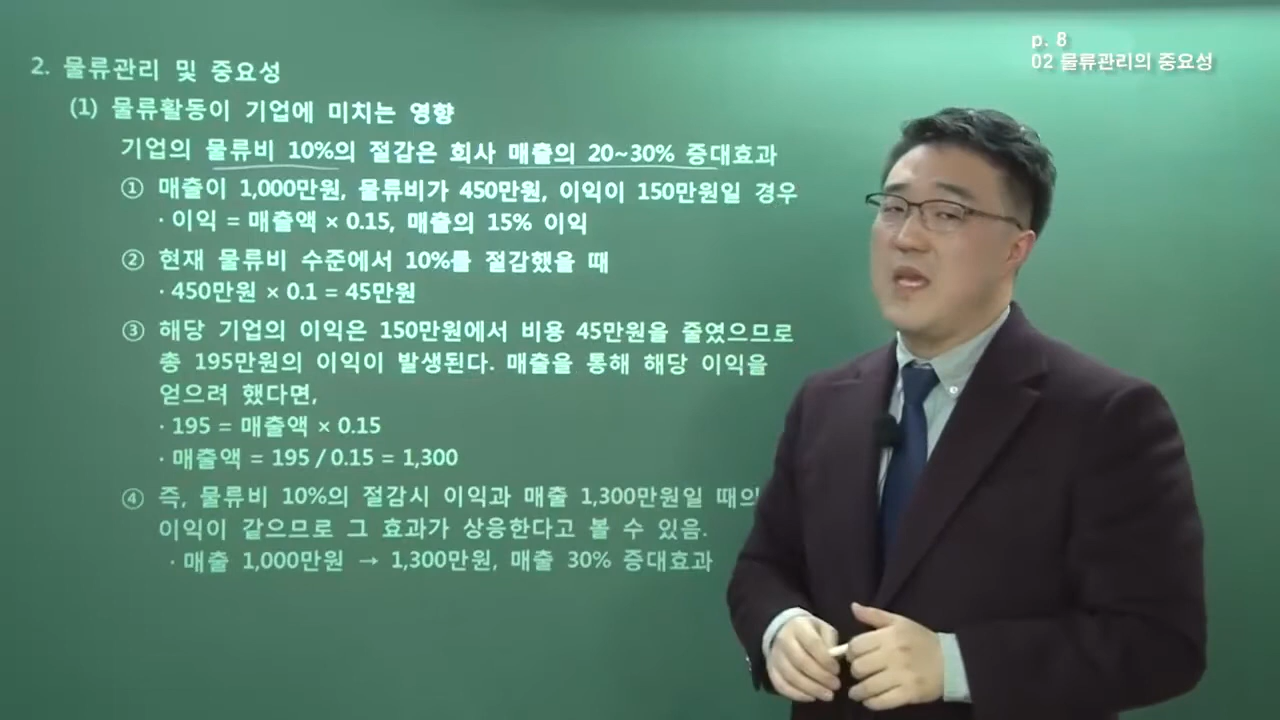 p. 8
02 물류관리의 중요성
2. 물류관리 및 중요성
(1) 물류활동이 기업에 미치는 영향
기업의 물류비 10%의 절감은 회사 매출의 20~30% 증대효과
① 매출이 1,000만원, 물류비가 450만원, 이익이 150만원일 경우
· 이익 = 매출액 × 0.15, 매출의 15% 이익
② 현재 물류비 수준에서 10%를 절감했을 때
· 450만원 × 0.1 = 45만원
③ 해당 기업의 이익은 150만원에서 비용 45만원을 줄였으므로
총 195만원의 이익이 발생된다. 매출을 통해 해당 이익을
얻으려 했다면,
· 195 = 매출액 × 0.15
· 매출액 = 195 / 0.15 = 1,300
④ 즉, 물류비 10%의 절감시 이익과 매출 1,300만원일 때의
이익이 같으므로 그 효과가 상응한다고 볼 수 있음.
· 매출 1,000만원 → 1,300만원, 매출 30% 증대효과